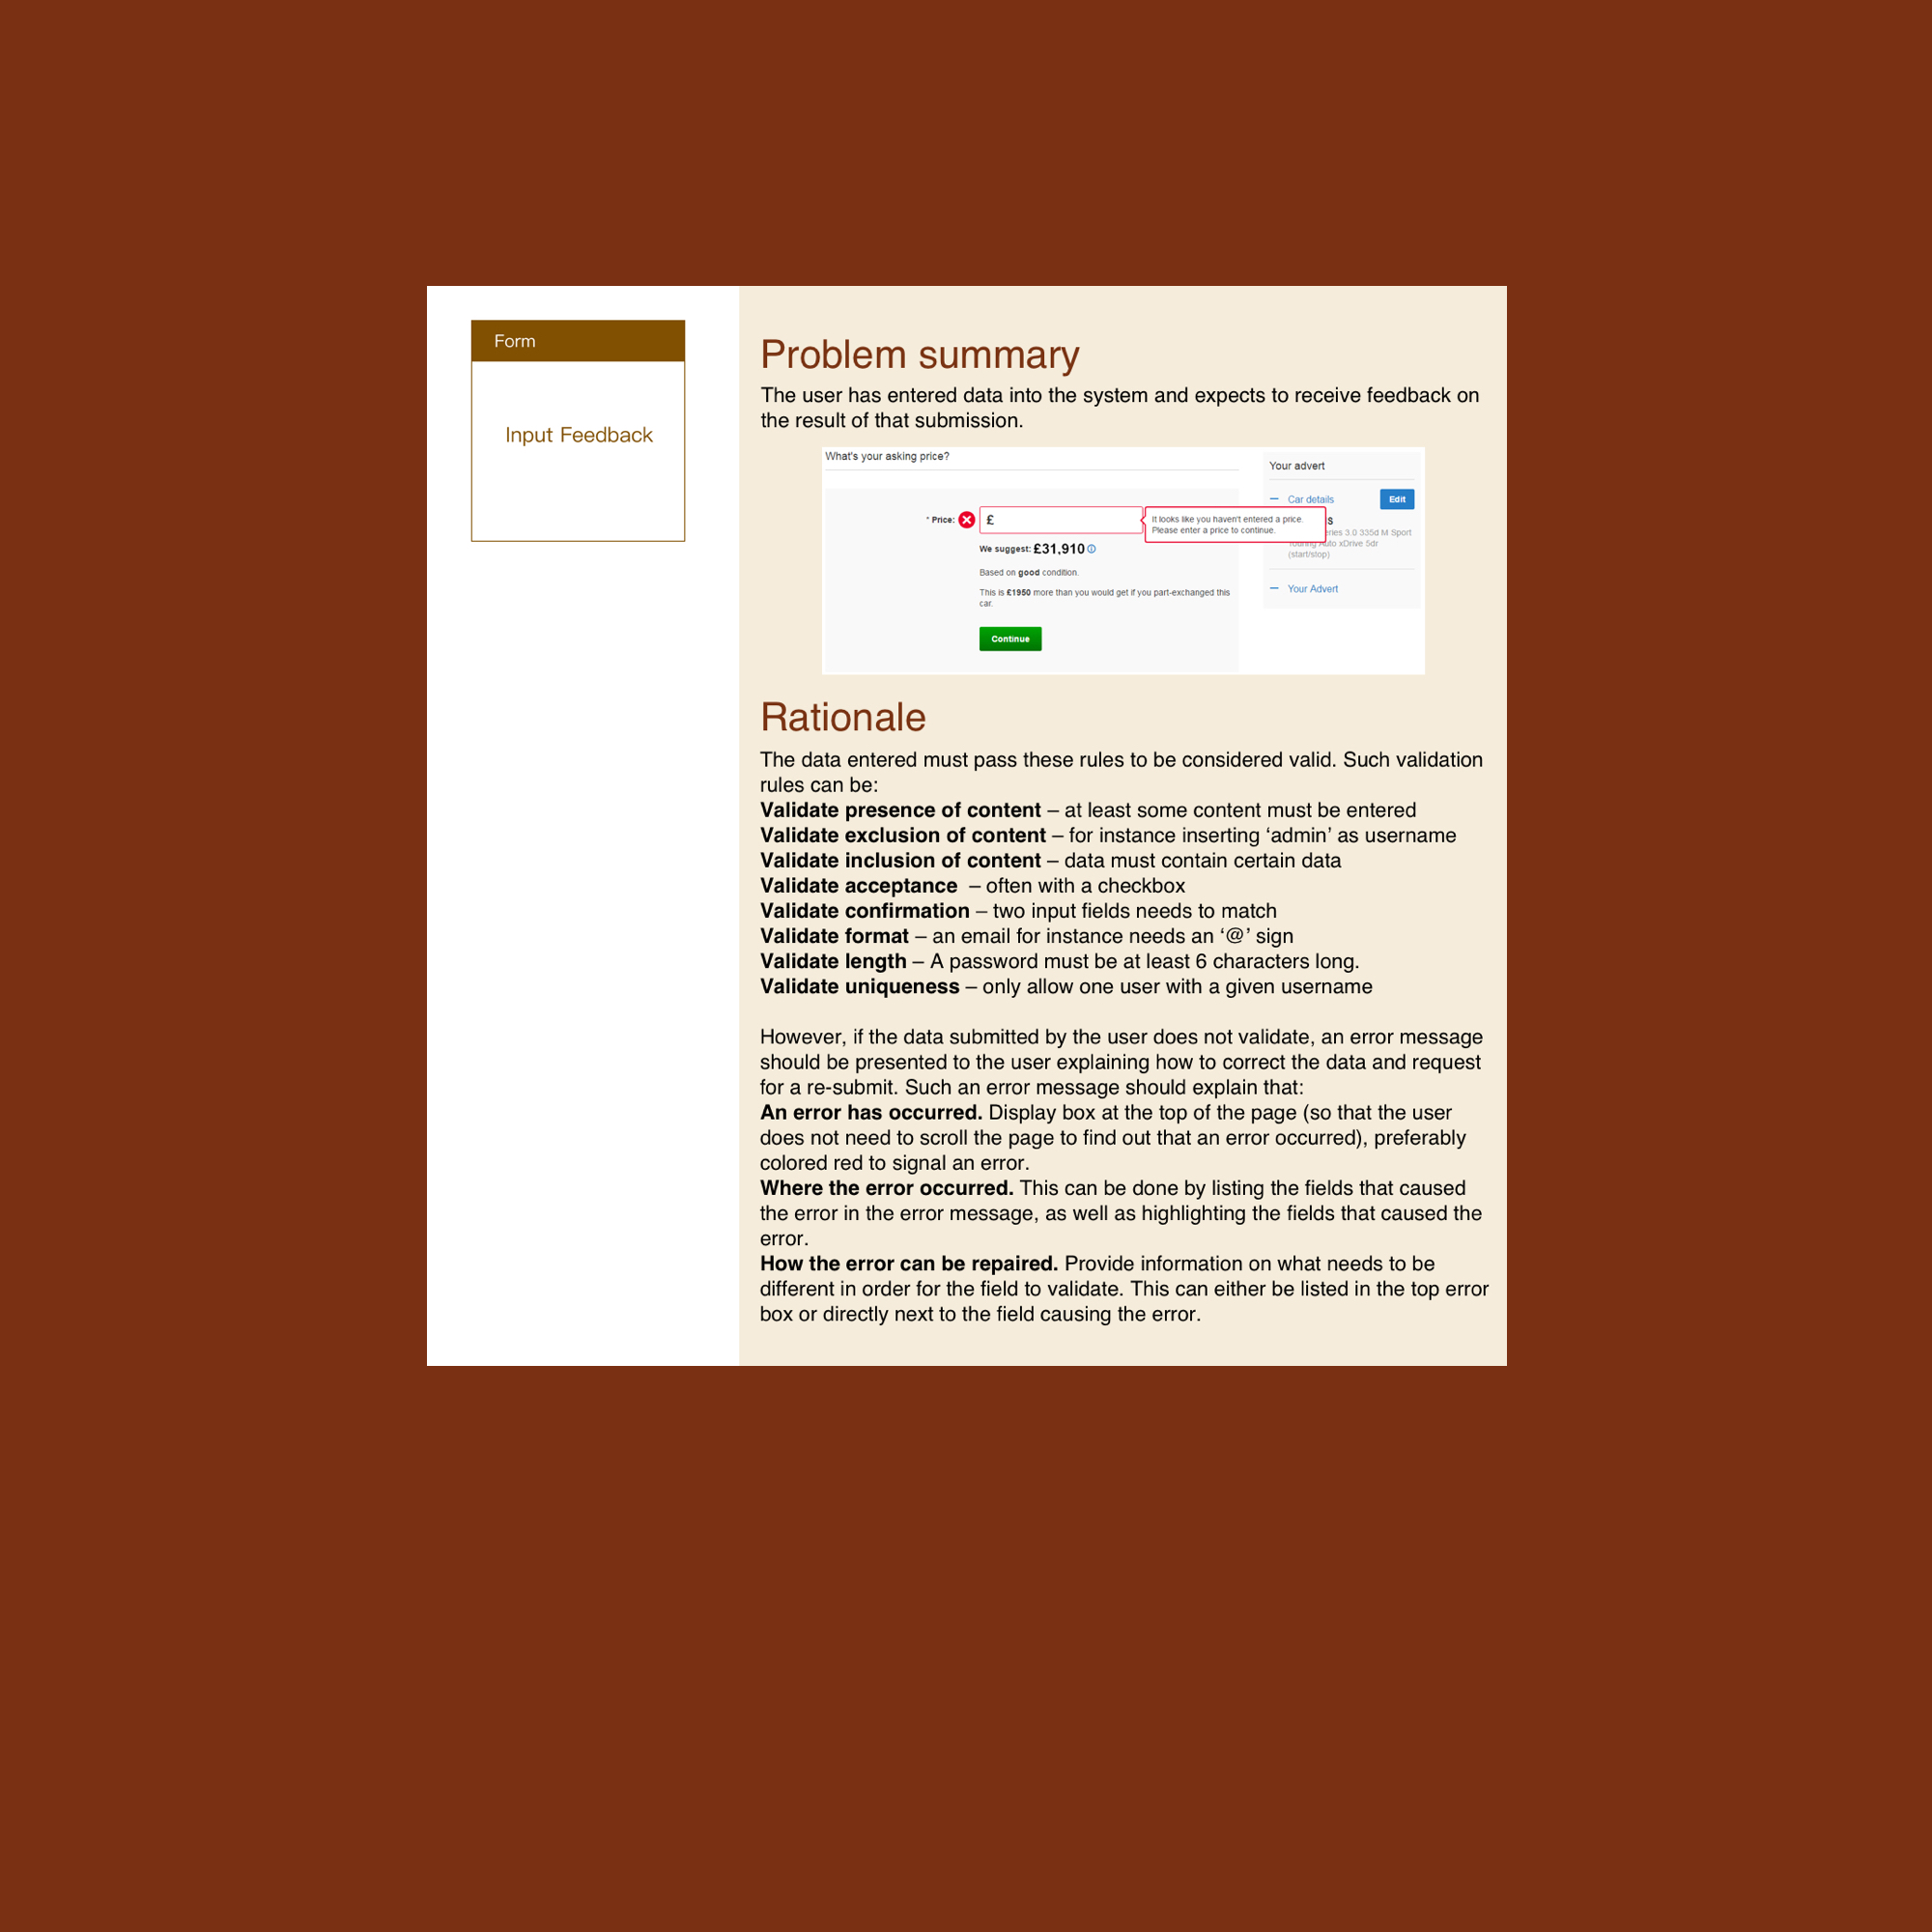 Form
Input Feedback
Problem summary
The user has entered data into the system and expects to receive feedback on
the result of that submission.
What's your asking price?
* Price:
£
It looks like you haven't entered a price.
Please enter a price to continue.
We suggest: £31,910
Based on good condition.
This is £1950 more than you would get if you part-exchanged this
car.
Continue
Your advert
Car details
Edit
S
3.0 335d M Sport
Touring Auto xDrive 5dr
(start/stop)
Your Advert
Rationale
The data entered must pass these rules to be considered valid. Such validation
rules can be:
Validate presence of content – at least some content must be entered
Validate exclusion of content – for instance inserting ‘admin’ as username
Validate inclusion of content – data must contain certain data
Validate acceptance  – often with a checkbox
Validate confirmation – two input fields needs to match
Validate format – an email for instance needs an ‘@’ sign
Validate length – A password must be at least 6 characters long.
Validate uniqueness – only allow one user with a given username
However, if the data submitted by the user does not validate, an error message
should be presented to the user explaining how to correct the data and request
for a re-submit. Such an error message should explain that:
An error has occurred. Display box at the top of the page (so that the user
does not need to scroll the page to find out that an error occurred), preferably
colored red to signal an error.
Where the error occurred. This can be done by listing the fields that caused
the error in the error message, as well as highlighting the fields that caused the
error.
How the error can be repaired. Provide information on what needs to be
different in order for the field to validate. This can either be listed in the top error
box or directly next to the field causing the error.